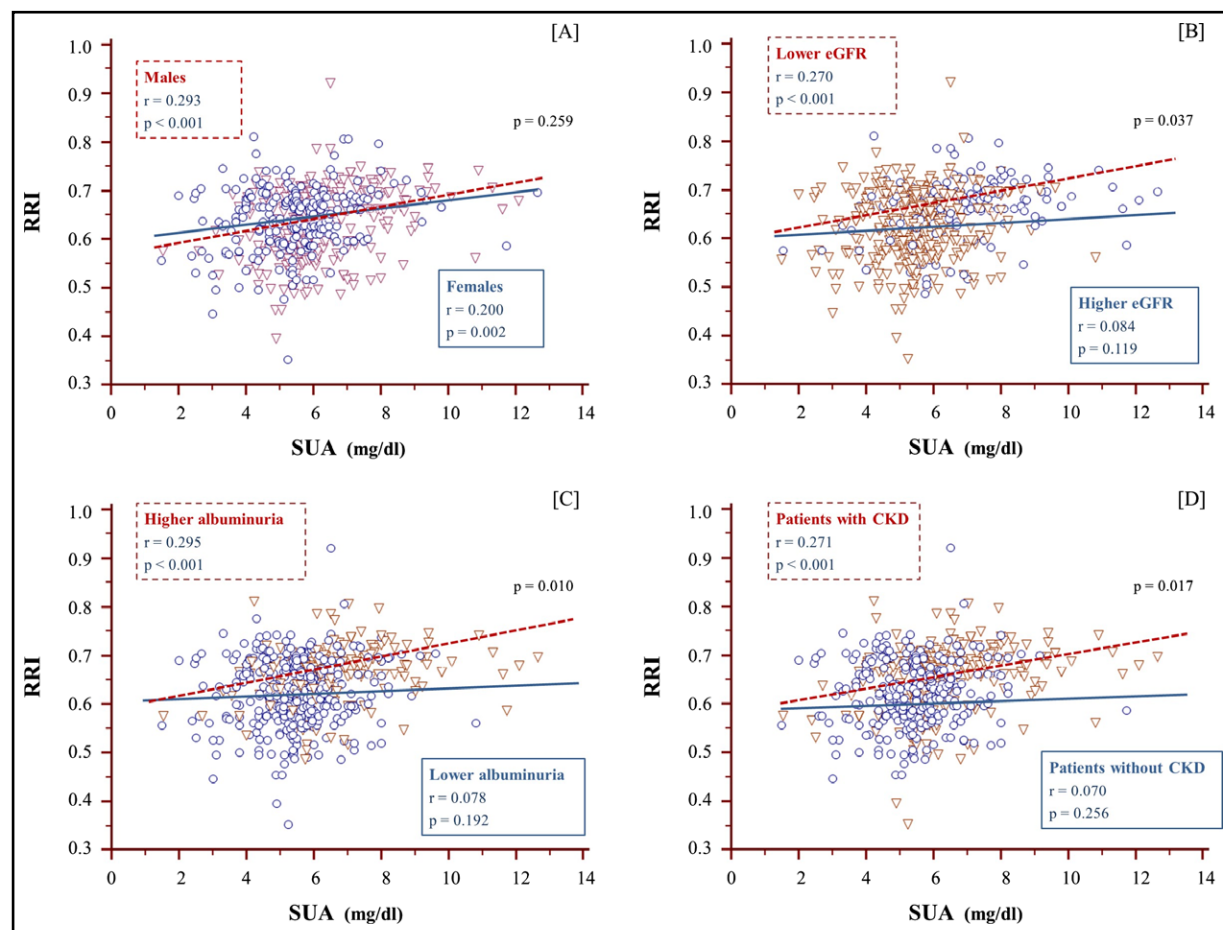 [A]
Males
r = 0.293
p < 0.001
p = 0.259
Females
r = 0.200
p = 0.002
RRI
1.0
0.9
0.8
0.7
0.6
0.5
0.4
0.3
0 2 4 6 8 10 12 14
SUA (mg/dl)
[B]
Lower eGFR
r = 0.270
p < 0.001
p = 0.037
Higher eGFR
r = 0.084
p = 0.119
RRI
1.0
0.9
0.8
0.7
0.6
0.5
0.4
0.3
0 2 4 6 8 10 12 14
SUA (mg/dl)
[C]
Higher albuminuria
r = 0.295
p < 0.001
p = 0.010
Lower albuminuria
r = 0.078
p = 0.192
RRI
1.0
0.9
0.8
0.7
0.6
0.5
0.4
0.3
0 2 4 6 8 10 12 14
SUA (mg/dl)
[D]
Patients with CKD
r = 0.271
p < 0.001
p = 0.017
Patients without CKD
r = 0.070
p = 0.256
RRI
1.0
0.9
0.8
0.7
0.6
0.5
0.4
0.3
0 2 4 6 8 10 12 14
SUA (mg/dl)